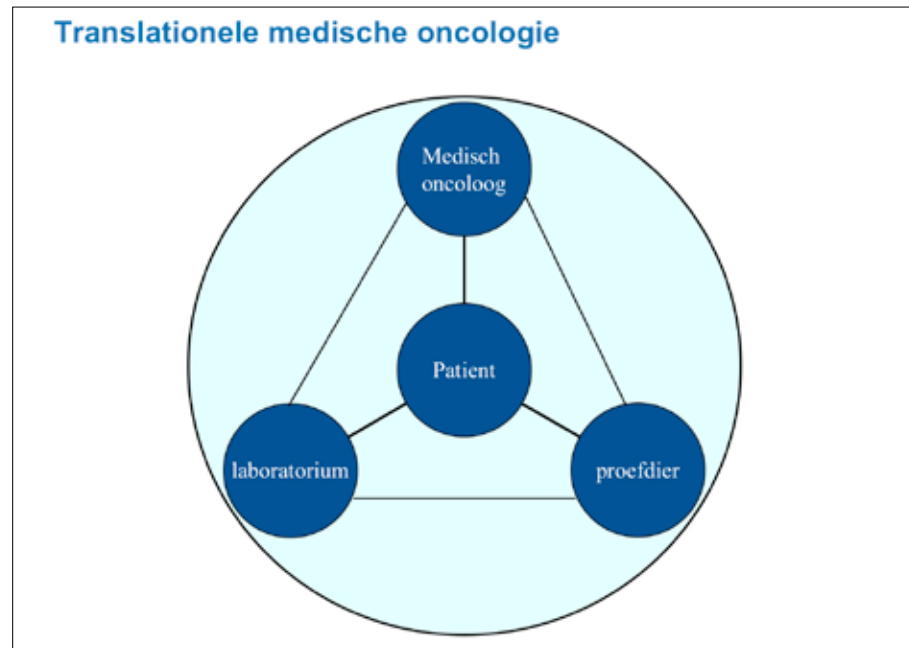 Translationele medische oncologie
Medisch
oncoloog
Patient
laboratorium
proefdier